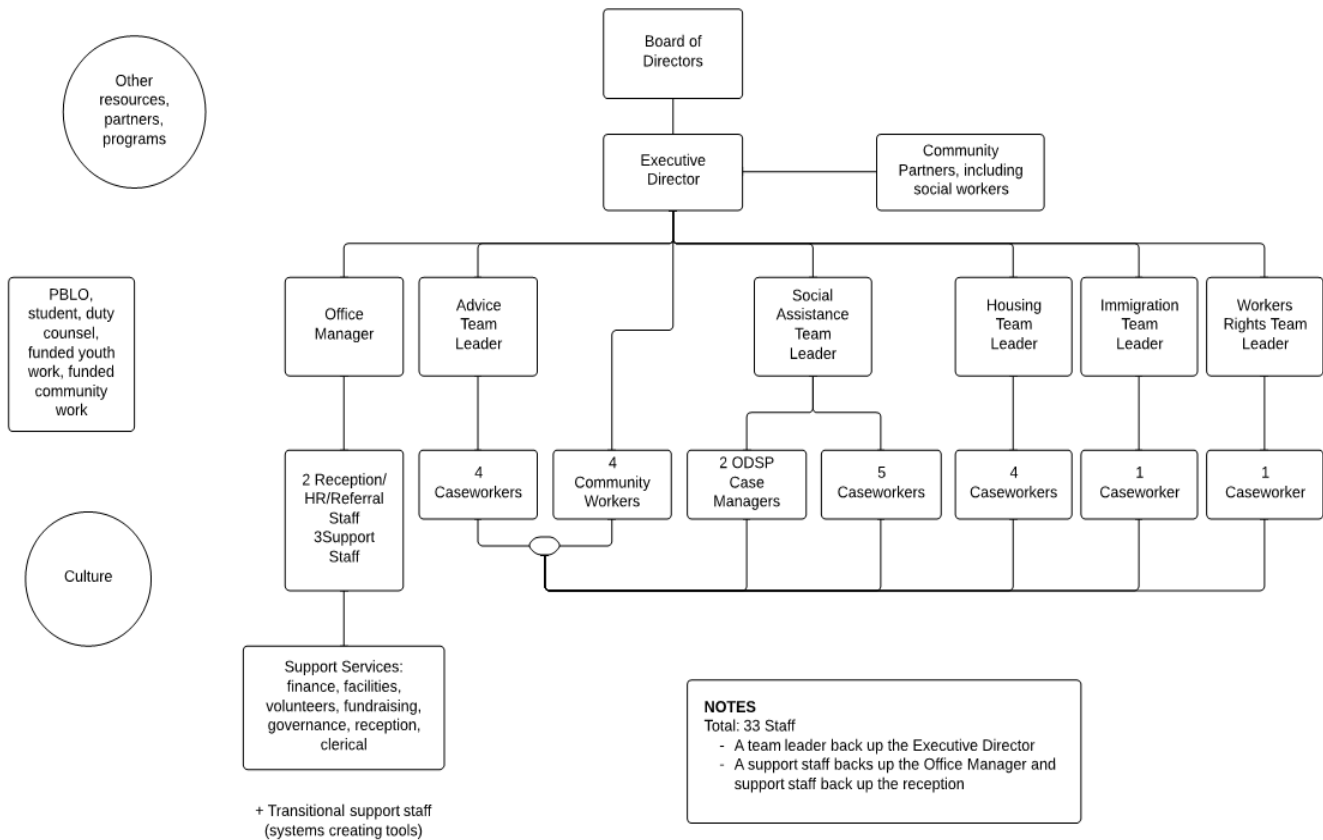 Board of
Directors
Other
resources,
partners,
programs
Executive
Director
Community
Partners, including
social workers
PBLO,
student, duty
counsel,
funded youth
work, funded
community
work
Office
Manager
Advice
Team
Leader
Social
Assistance
Team
Leader
Housing
Team
Leader
Immigration
Team
Leader
Workers
Rights Team
Leader
2 Reception/
HR/Referral
Staff
3Support
Staff
4
Caseworkers
4
Community
Workers
2 ODSP
Case
Managers
5
Caseworkers
4
Caseworkers
1
Caseworker
1
Caseworker
Culture
Support Services:
finance, facilities,
volunteers, fundraising,
governance, reception,
clerical
+ Transitional support staff
(systems creating tools)
NOTES
Total: 33 Staff
- A team leader back up the Executive Director
- A support staff backs up the Office Manager and
support staff back up the reception